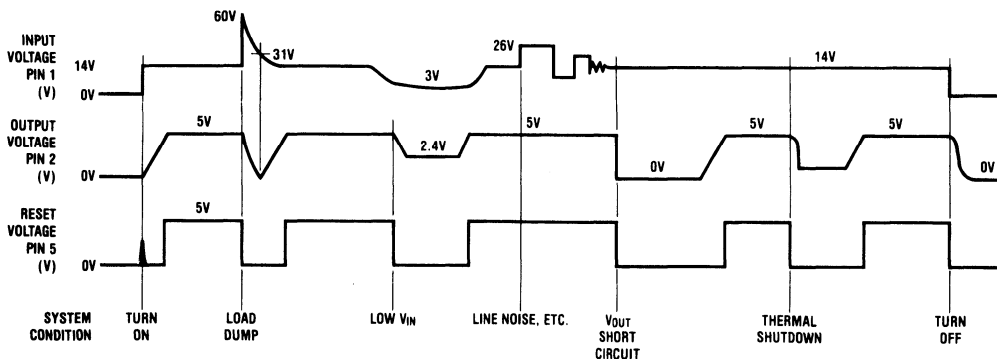 60V
INPUT
VOLTAGE
PIN 1
(V)
14V
0V
31V
3V
26V
14V
OUTPUT
VOLTAGE
PIN 2
(V)
0V
5V
2.4V
5V
0V
5V
5V
0V
RESET
VOLTAGE
PIN 5
(V)
5V
0V
SYSTEM
CONDITION
TURN
ON
LOAD
DUMP
LOW VIN
LINE NOISE, ETC.
VOUT
SHORT
CIRCUIT
THERMAL
SHUTDOWN
TURN
OFF